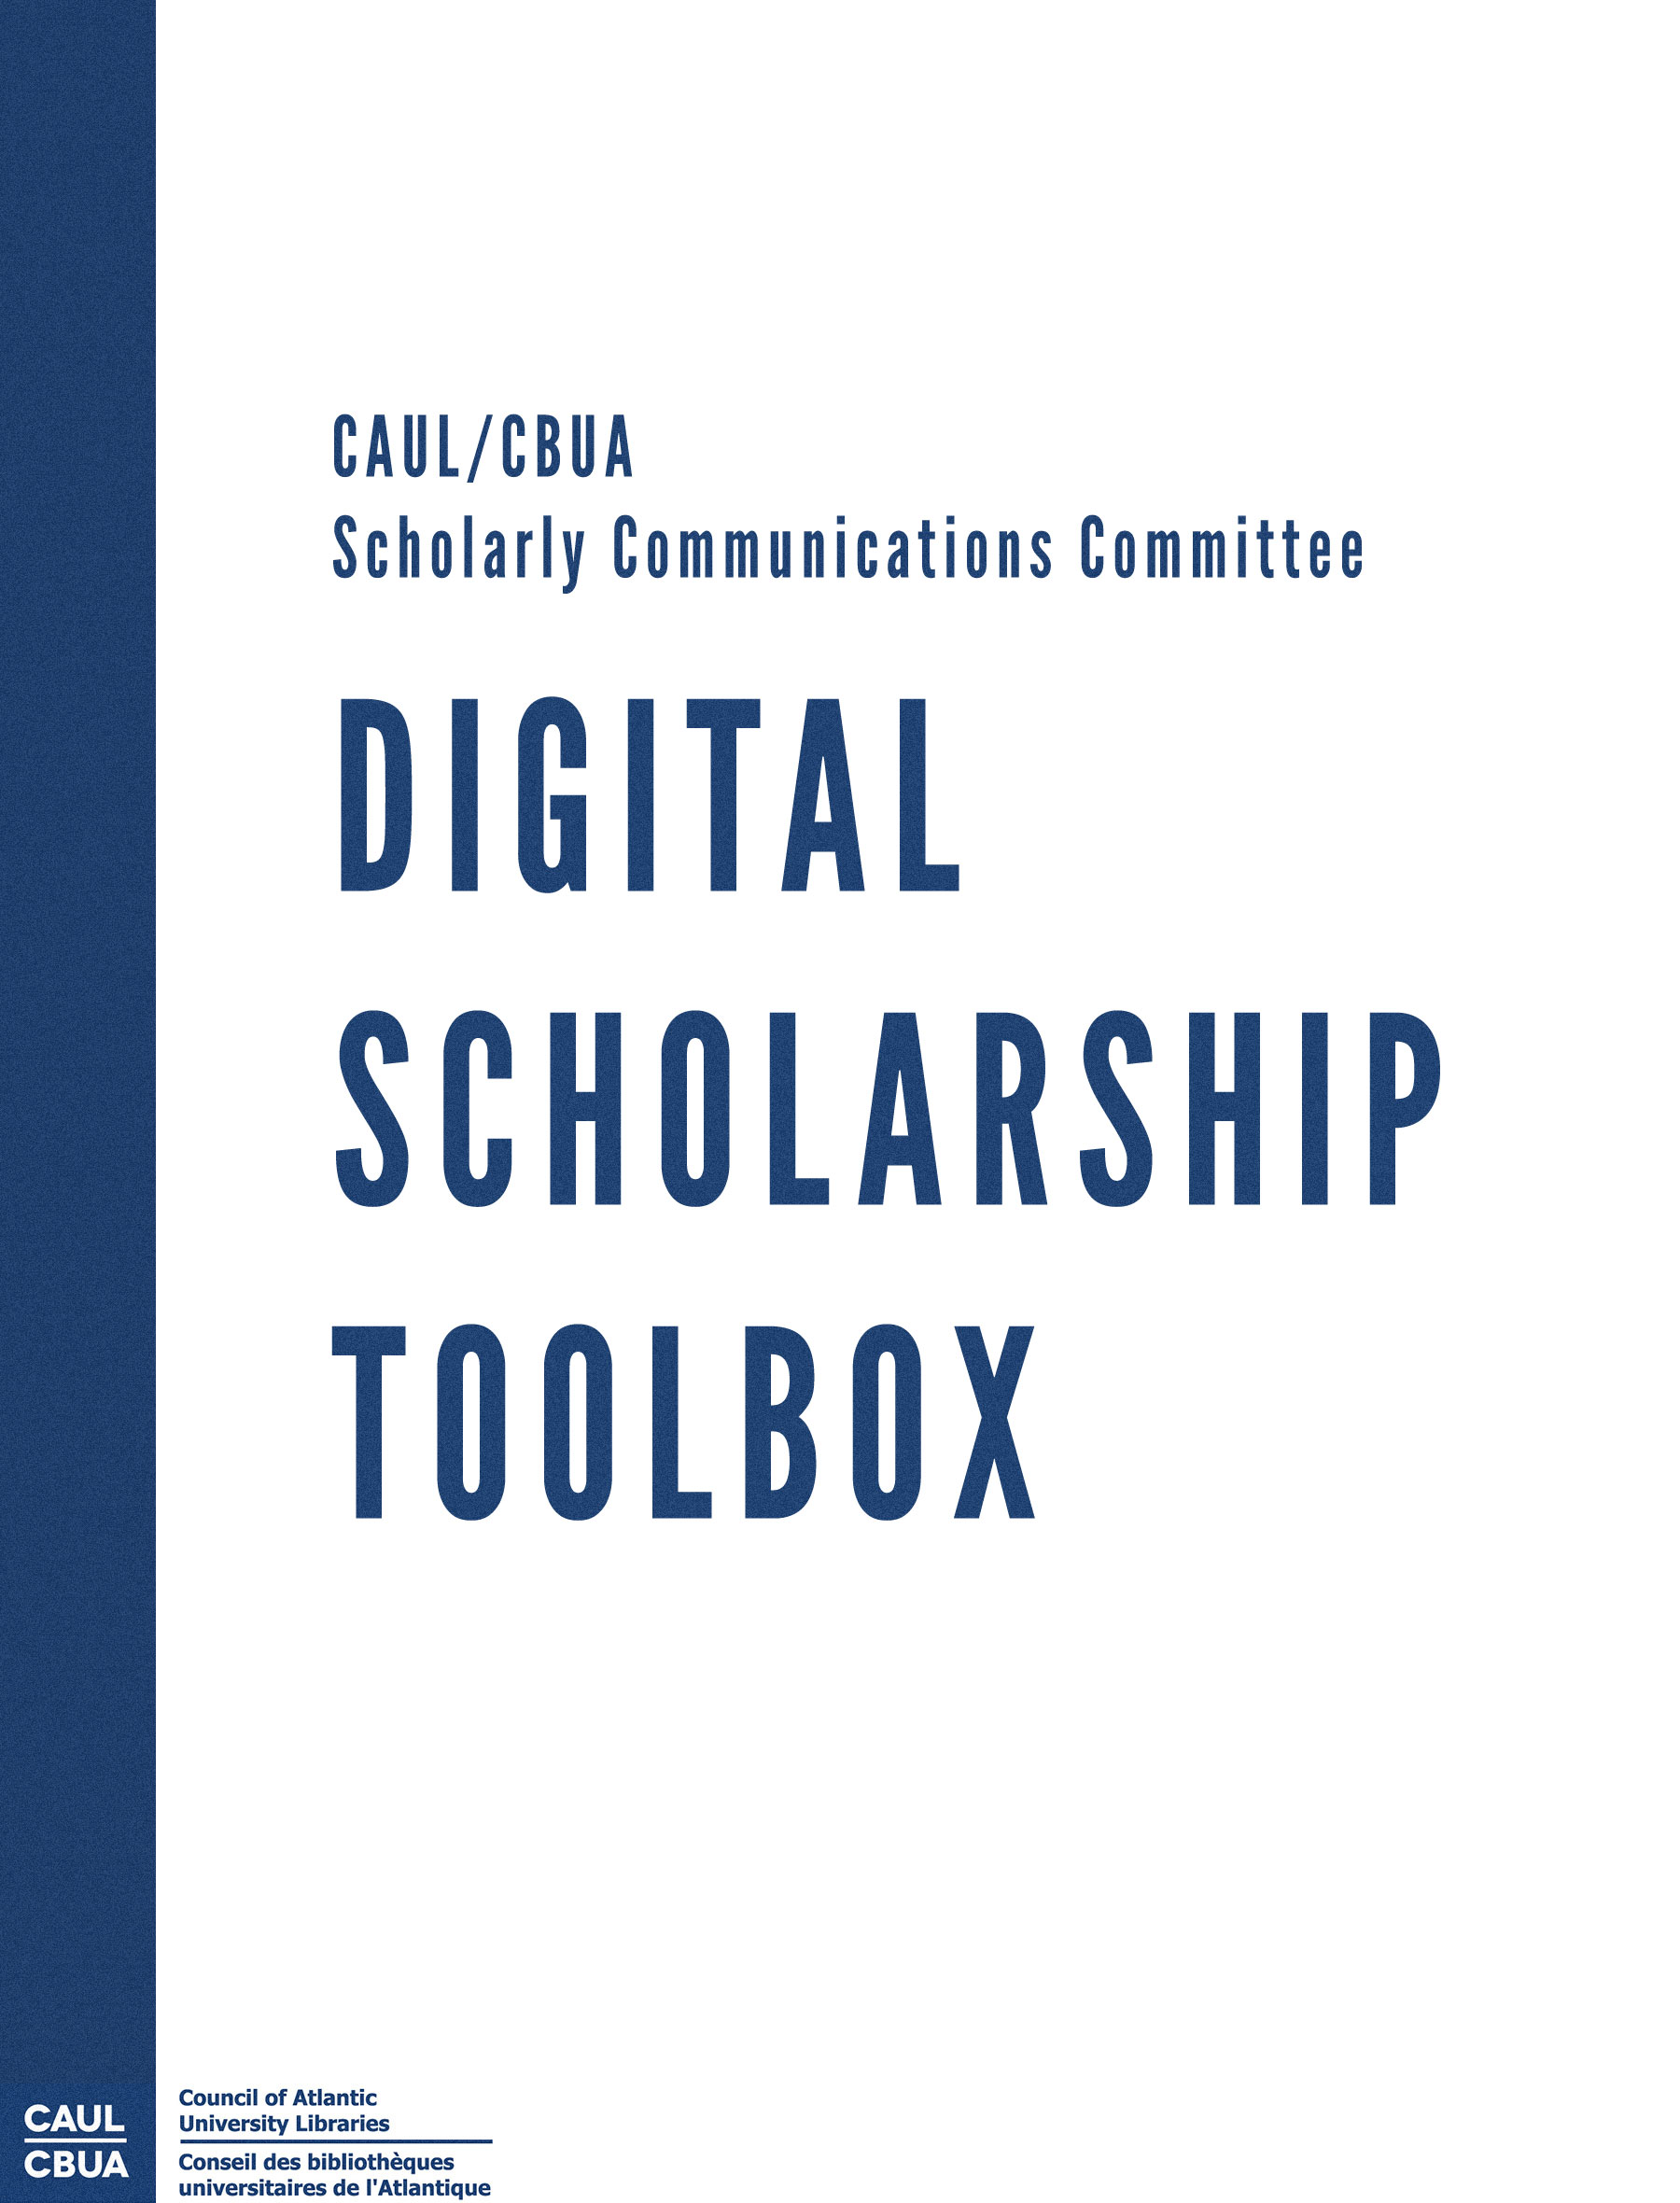 CAUL/CBUA
Scholarly Communications Committee
DIGITAL
SCHOLARSHIP
TOOLBOX
CAUL
CBUA
Council of Atlantic
University Libraries
Conseil des bibliothèques
universitaires de l'Atlantique